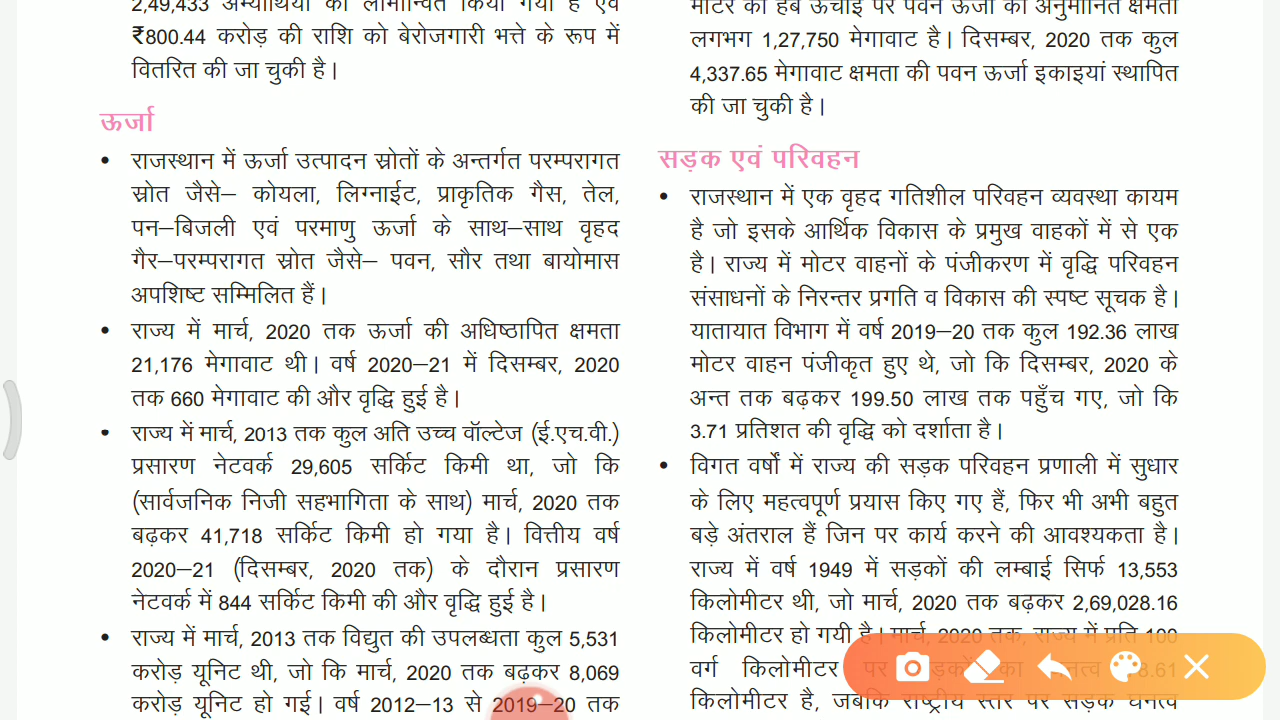 2,49,433 अभ्यार्थियों को लाभान्वित किया गया है एवं
₹800.44 करोड़ की राशि को बेरोजगारी भत्ते के रूप में
वितरित की जा चुकी है।
ऊर्जा
• राजस्थान में ऊर्जा उत्पादन स्रोतों के अन्तर्गत परम्परागत
स्रोत जैसे– कोयला, लिग्नाईट, प्राकृतिक गैस, तेल,
पन–बिजली एवं परमाणु ऊर्जा के साथ–साथ वृहद
गैर–परम्परागत स्रोत जैसे– पवन, सौर तथा बायोमास
अपशिष्ट सम्मिलित हैं।
• राज्य में मार्च, 2020 तक ऊर्जा की अधिष्ठापित क्षमता
21,176 मेगावाट थी। वर्ष 2020–21 में दिसम्बर, 2020
तक 660 मेगावाट की और वृद्धि हुई है।
• राज्य में मार्च, 2013 तक कुल अति उच्च वॉल्टेज (ई.एच.वी.)
प्रसारण नेटवर्क 29,605 सर्किट किमी था, जो कि
(सार्वजनिक निजी सहभागिता के साथ) मार्च, 2020 तक
बढ़कर 41,718 सर्किट किमी हो गया है। वित्तीय वर्ष
2020–21 (दिसम्बर, 2020 तक) के दौरान प्रसारण
नेटवर्क में 844 सर्किट किमी की और वृद्धि हुई है।
• राज्य में मार्च, 2013 तक विद्युत की उपलब्धता कुल 5,531
करोड़ यूनिट थी, जो कि मार्च, 2020 तक बढ़कर 8,069
करोड़ यूनिट हो गई। वर्ष 2012–13 से 2019–20 तक
मीटर की हब ऊंचाई पर पवन ऊर्जा की अनुमानित क्षमता
लगभग 1,27,750 मेगावाट है। दिसम्बर, 2020 तक कुल
4,337.65 मेगावाट क्षमता की पवन ऊर्जा इकाइयां स्थापित
की जा चुकी है।
सड़क एवं परिवहन
• राजस्थान में एक वृहद गतिशील परिवहन व्यवस्था कायम
है जो इसके आर्थिक विकास के प्रमुख वाहकों में से एक
है। राज्य में मोटर वाहनों के पंजीकरण में वृद्धि परिवहन
संसाधनों के निरन्तर प्रगति व विकास की स्पष्ट सूचक है।
यातायात विभाग में वर्ष 2019–20 तक कुल 192.36 लाख
मोटर वाहन पंजीकृत हुए थे, जो कि दिसम्बर, 2020 के
अन्त तक बढ़कर 199.50 लाख तक पहुँच गए, जो कि
3.71 प्रतिशत की वृद्धि को दर्शाता है।
• विगत वर्षों में राज्य की सड़क परिवहन प्रणाली में सुधार
के लिए महत्वपूर्ण प्रयास किए गए हैं, फिर भी अभी बहुत
बड़े अंतराल हैं जिन पर कार्य करने की आवश्यकता है।
राज्य में वर्ष 1949 में सड़कों की लम्बाई सिर्फ 13,553
किलोमीटर थी, जो मार्च, 2020 तक बढ़कर 2,69,028.16
किलोमीटर हो गयी है। मार्च, 2020 तक, राज्य में प्रति 100
वर्ग किलोमीटर पर का
किलोमीटर है, जबकि राष्ट्रीय स्तर पर सड़क घनत्व